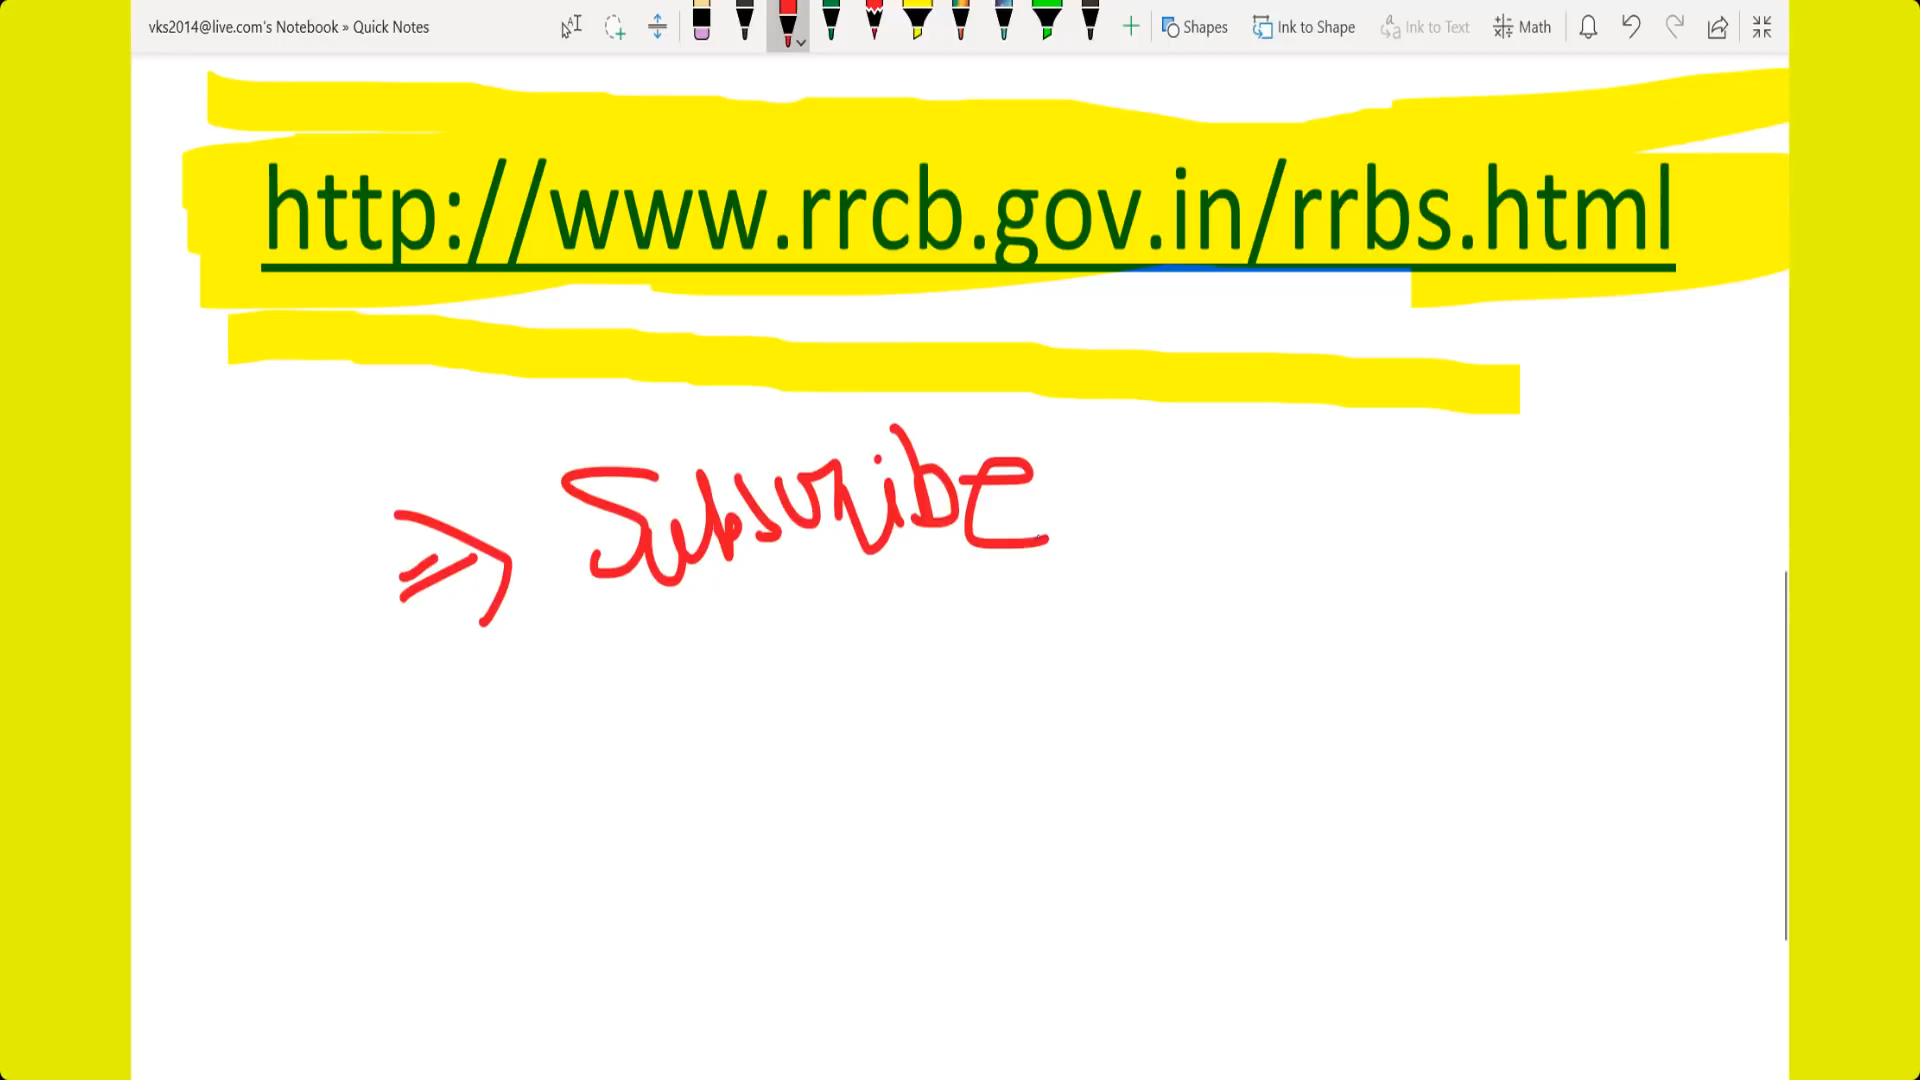 vks2014@live.com's Notebook » Quick Notes
Shapes
Ink to Shape
Ink to Text
Math
http://www.rrcb.gov.in/rrbs.html
⇒ Subscribe